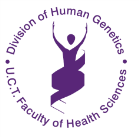 Division of Human Genetics
U.C.T. Faculty of Health Sciences